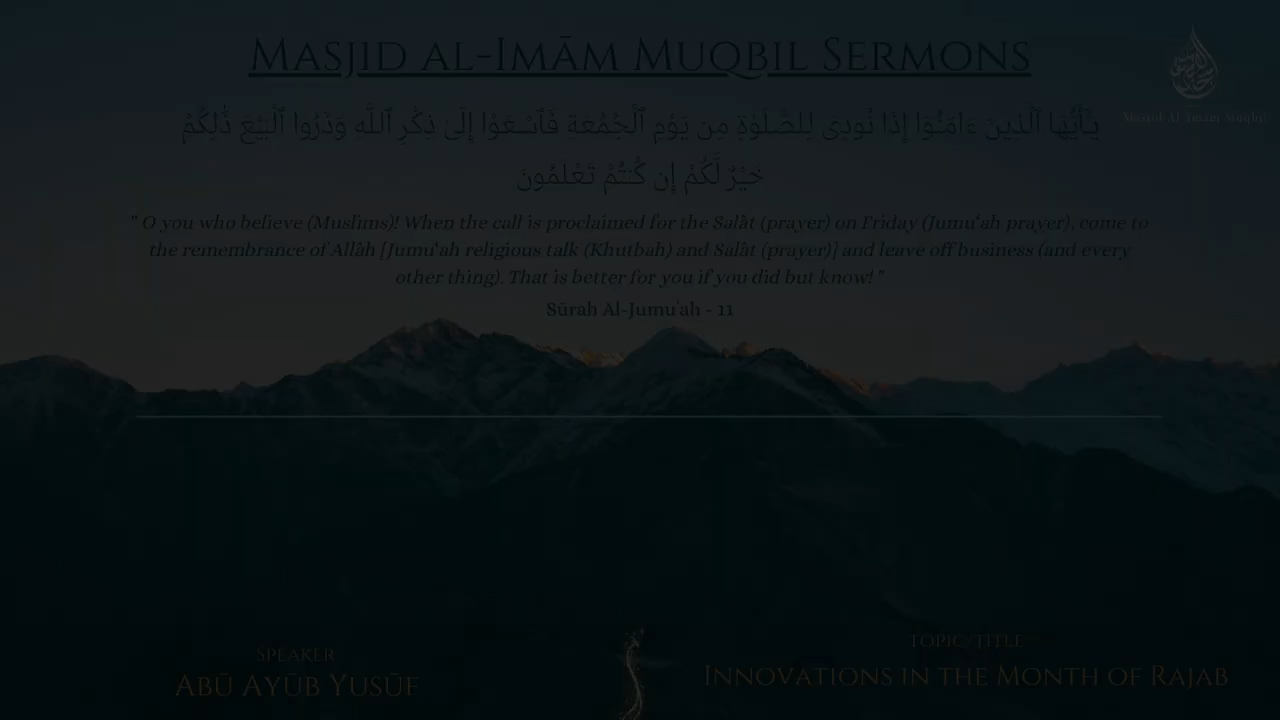 MASJID AL-IMĀM MUQBIL SERMONS
يَـٰٓأَيُّهَا ٱلَّذِينَ ءَامَنُوٓا۟ إِذَا نُودِىَ لِلصَّلَوٰةِ مِن يَوْمِ ٱلْجُمُعَةِ فَٱسْعَوْا۟ إِلَىٰ ذِكْرِ ٱللَّهِ وَذَرُوا۟ ٱلْبَيْعَ ذَٰلِكُمْ
خَيْرٌ لَّكُمْ إِن كُنتُمْ تَعْلَمُونَ
" O you who believe (Muslims)! When the call is proclaimed for the Salât (prayer) on Friday (Jumu'ah prayer), come to
the remembrance of Allâh [Jumu'ah religious talk (Khutbah) and Salât (prayer)] and leave off business (and every
other thing). That is better for you if you did but know! "
Sūrah Al-Jumu'ah - 11
Masjid Al-Imam Muqbil
SPEAKER
ABŪ AYŪB YUSŪF
TOPIC/TITLE
INNOVATIONS IN THE MONTH OF RAJAB